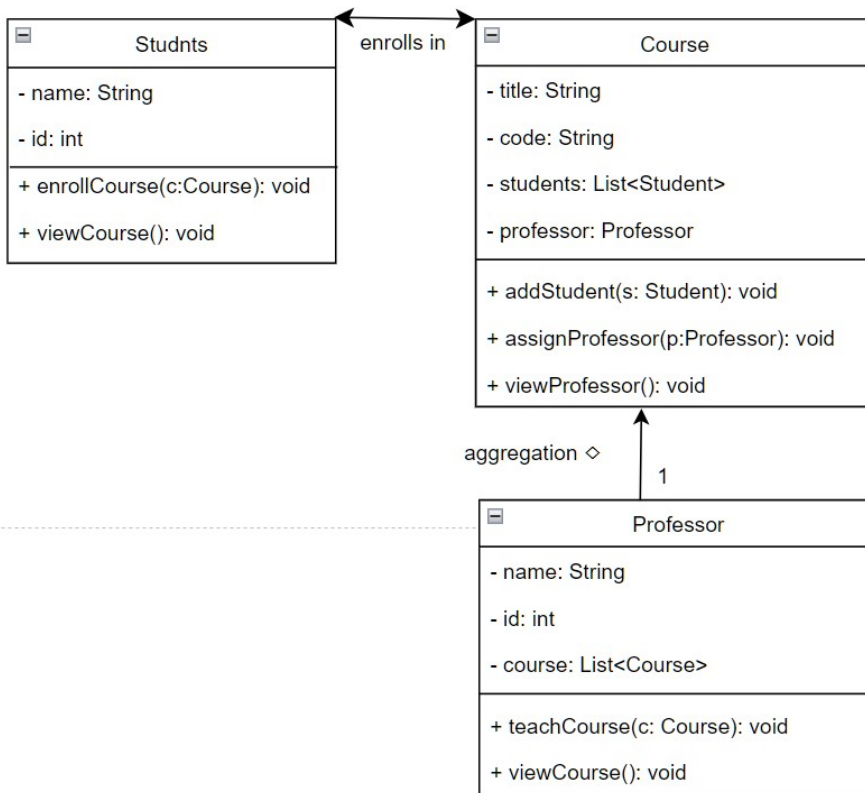 Studnts
- name: String
- id: int
+ enrollCourse(c:Course): void
+ viewCourse(): void
enrolls in
Course
- title: String
- code: String
- students: List<Student>
- professor: Professor
+ addStudent(s: Student): void
+ assignProfessor(p:Professor): void
+ viewProfessor(): void
aggregation ◇
1
Professor
- name: String
- id: int
- course: List<Course>
+ teachCourse(c: Course): void
+ viewCourse(): void